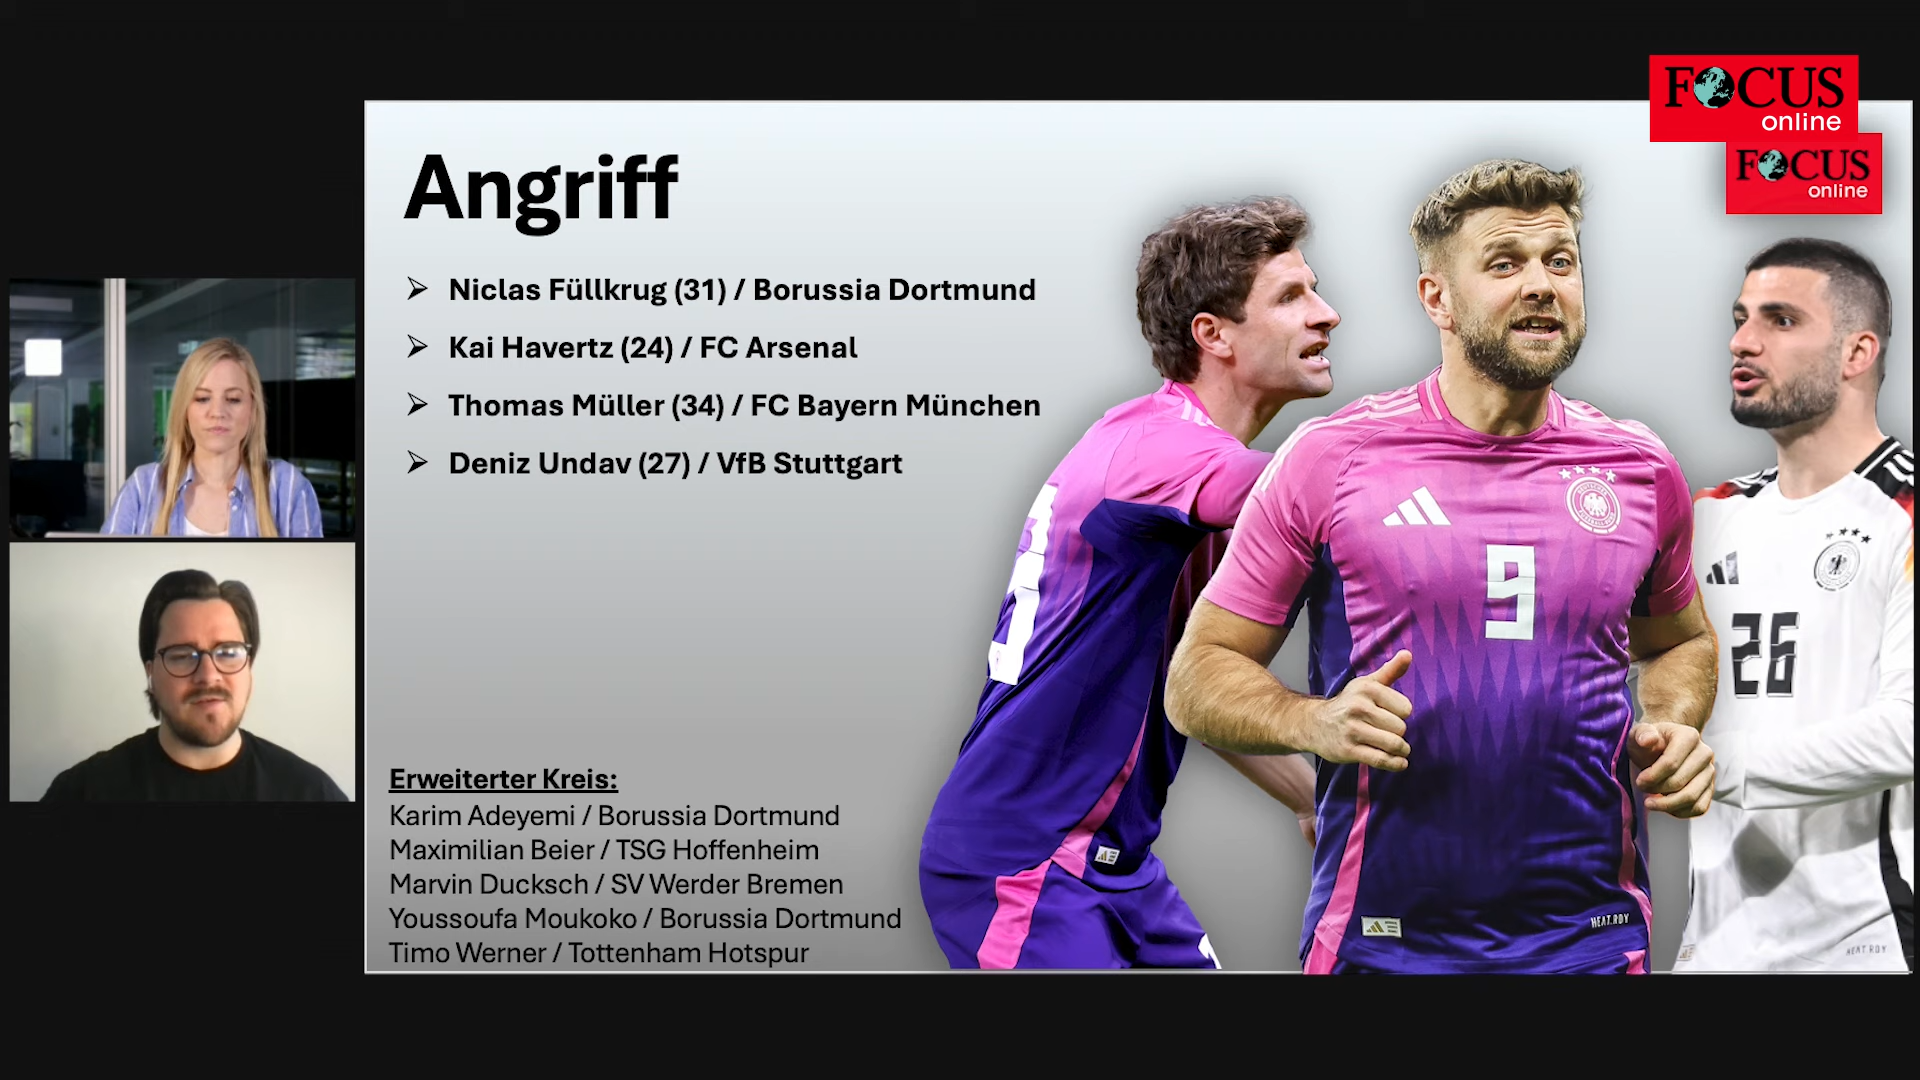 FOCUS
online
FOCUS
online
Angriff
Niclas Füllkrug (31) / Borussia Dortmund
Kai Havertz (24) / FC Arsenal
Thomas Müller (34) / FC Bayern München
Deniz Undav (27) / VfB Stuttgart
Erweiterter Kreis:
Karim Adeyemi / Borussia Dortmund
Maximilian Beier / TSG Hoffenheim
Marvin Ducksch / SV Werder Bremen
Youssoufa Moukoko / Borussia Dortmund
Timo Werner / Tottenham Hotspur
9
26
HEAT.RDY
HEAT.RDY